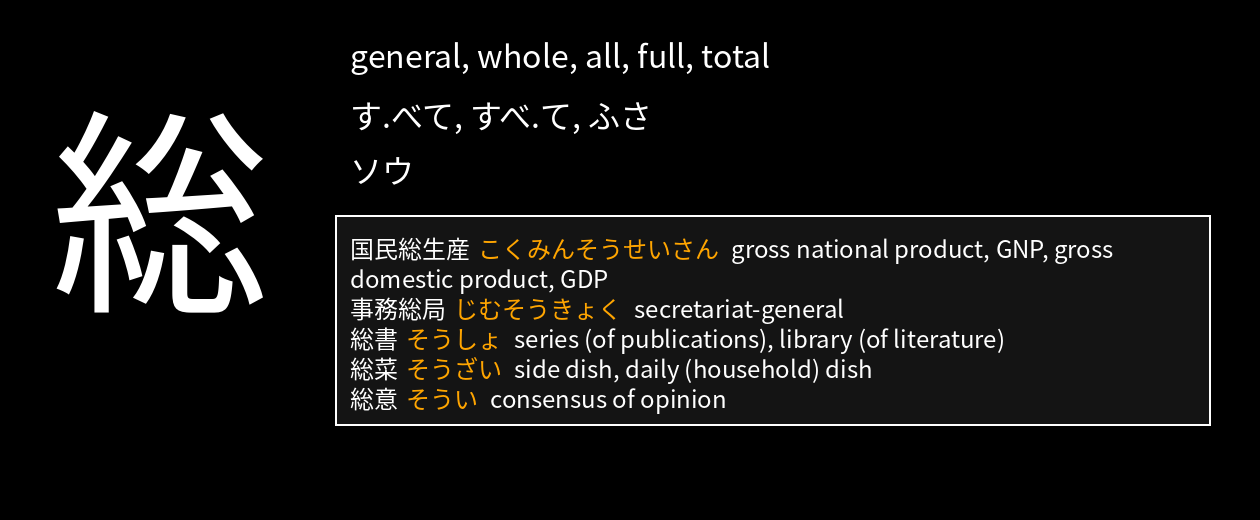 総
general, whole, all, full, total
す.べて, すべ.て, ふさ
ソウ
国民総生産 こくみんそうせいさん gross national product, GNP, gross
domestic product, GDP
事務総局 じむそうきょく secretariat-general
総書 そうしょ series (of publications), library (of literature)
総菜 そうざい side dish, daily (household) dish
総意 そうい consensus of opinion